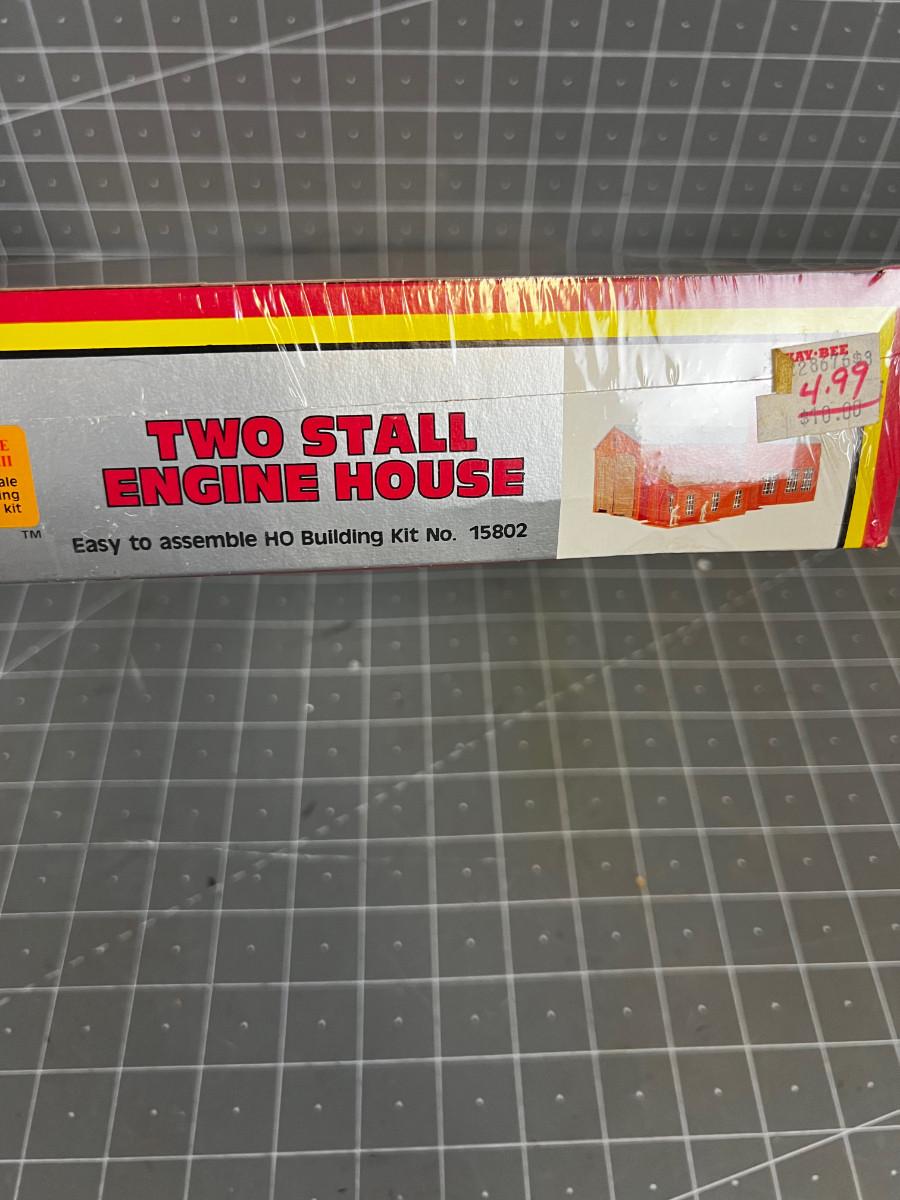 KAY·BEE
4.99
$10.00
TWO STALL
ENGINE HOUSE
Easy to assemble HO Building Kit No. 15802
kit
TM